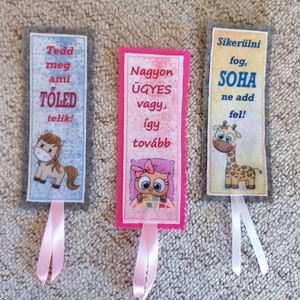 Tedd
meg
ami
TŐLED
telik!
Nagyon
ÜGYES
vagy,
így
tovább
Sikerülni
fog,
SOHA
ne add
fel!